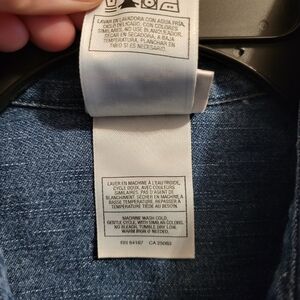 LAVER EN LAVADORA CON AGUA FRIA,
CICLO DELICADO, CON COLORES
SIMILARES. NO USE BLANQUEADOR,
SECAR EN SECADORA, A BAJA
TEMPERATURA, PLANCHAR EN
TIBIO SI ES NECESARIO.
LAVER EN MACHINE À L'EAU FROIDE,
CYCLE DOUX, AVEC COULEURS
SIMILAIRES. PAS D'AGENT DE
BLANCHIMENT. SÉCHER EN MACHINE À
BASSE TEMPÉRATURE. REPASSER À
TEMPÉRATURE TIÈDE AU BESOIN.
MACHINE WASH COLD,
GENTLE CYCLE, WITH SIMILAR COLORS.
NO BLEACH, TUMBLE DRY LOW.
WARM IRON IF NEEDED
RN 84167 CA 25083